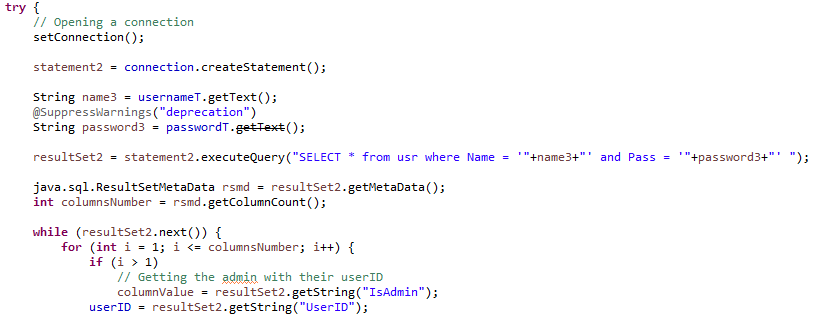 try {
// Opening a connection
setConnection();
statement2 = connection.createStatement();
String name3 = usernameT.getText();
@SuppressWarnings("deprecation")
String password3 = passwordT.getText();
resultSet2 = statement2.executeQuery("SELECT * from usr where Name = '"+name3+"' and Pass = '"+password3+"' ");
java.sql.ResultSetMetaData rsmd = resultSet2.getMetaData();
int columnsNumber = rsmd.getColumnCount();
while (resultSet2.next()) {
for (int i = 1; i <= columnsNumber; i++) {
if (i > 1)
// Getting the admin with their userID
columnValue = resultSet2.getString("IsAdmin");
userID = resultSet2.getString("UserID");